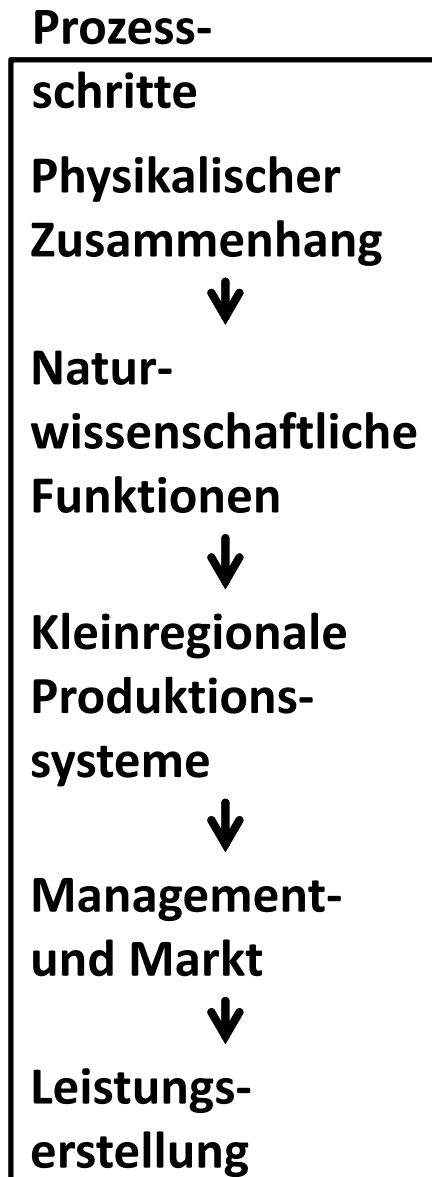 Prozess-
schritte
Physikalischer
Zusammenhang
Natur-
wissenschaftliche
Funktionen
Kleinregionale
Produktions-
systeme
Management-
und Markt
Leistungs-
erstellung